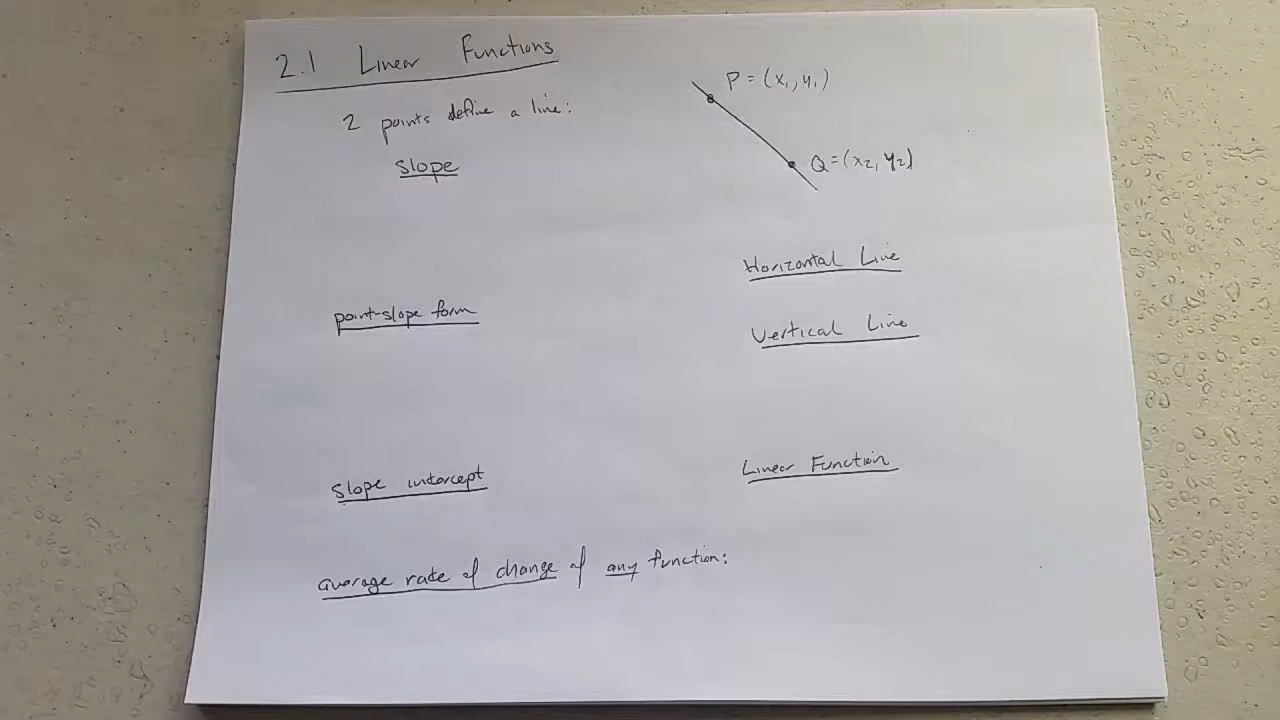 2.1 Linear Functions
2 points define a line:
P = (x₁, y₁)
Q = (x₂, y₂)
slope
Horizontal Line
point-slope form
Vertical Line
slope intercept
Linear Function
average rate of change of any function: